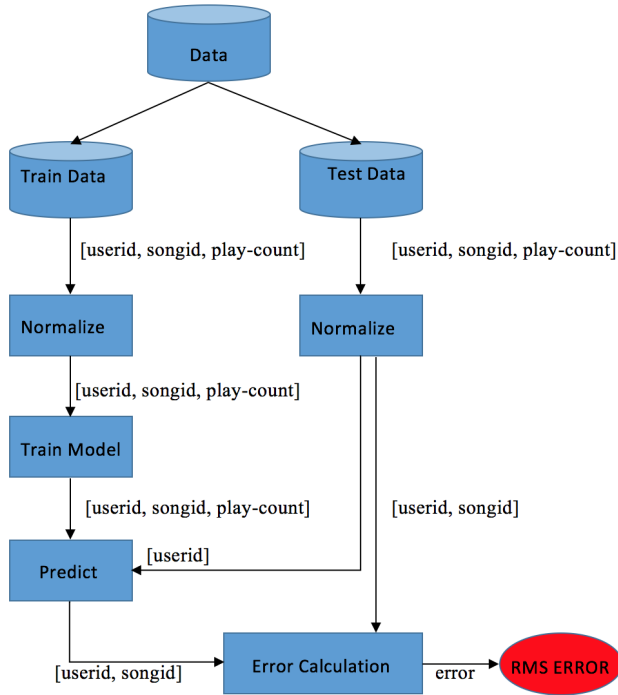 Data
Train Data
Test Data
[userid, songid, play-count]
[userid, songid, play-count]
Normalize
Normalize
[userid, songid, play-count]
Train Model
[userid, songid, play-count]
[userid, songid]
[userid]
Predict
[userid, songid]
Error Calculation
error
RMS ERROR